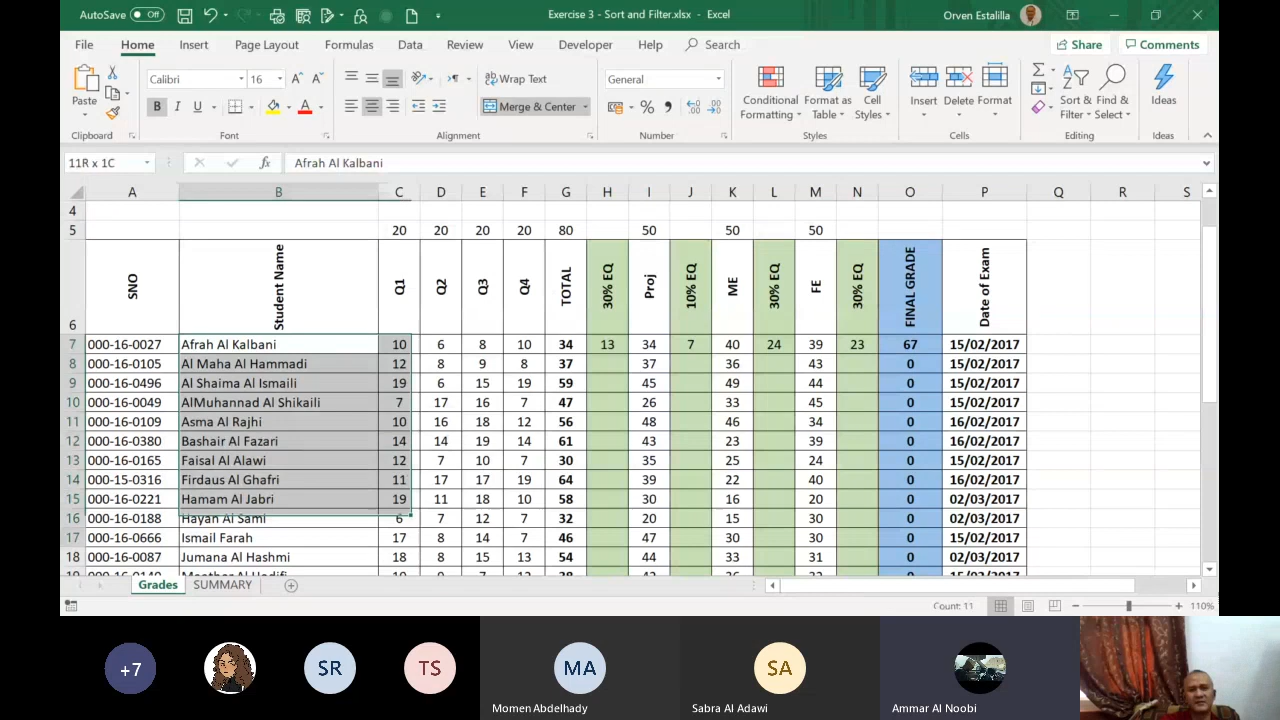 AutoSave Off Exercise 3 - Sort and Filter.xlsx - Excel Orven Estalilla
File Home Insert Draw Page Layout Formulas Data Review View Developer Help Search Share Comments
Paste
Calibri 16
Wrap Text
Merge & Center
General
Conditional Formatting
Format as Table
Cell Styles
Insert Delete Format
Sort & Filter
Find & Select
Ideas
Clipboard Font Alignment Number Styles Cells Editing Ideas
11R x 1C fx Afrah Al Kalbani
A B C D E F G H I J K L M N O P Q R S
4
5 20 20 20 20 80 50 50 50
6 SNO Student Name Q1 Q2 Q3 Q4 TOTAL 30% EQ Proj 10% EQ ME 30% EQ FE 30% EQ FINAL GRADE Date of Exam
7 000-16-0027 Afrah Al Kalbani 10 6 8 10 34 13 34 7 40 24 39 23 67 15/02/2017
8 000-16-0105 Al Maha Al Hammadi 12 8 9 8 37 37 36 43 0 15/02/2017
9 000-16-0496 Al Shaima Al Ismaili 19 6 15 19 59 45 49 44 0 15/02/2017
10 000-16-0049 AlMuhannad Al Shikaili 7 17 16 7 47 26 33 45 0 15/02/2017
11 000-16-0109 Asma Al Rajhi 10 16 18 12 56 48 46 34 0 16/02/2017
12 000-16-0380 Bashair Al Fazari 14 14 19 14 61 43 23 39 0 16/02/2017
13 000-16-0165 Faisal Al Alawi 12 7 10 7 30 35 25 24 0 15/02/2017
14 000-15-0316 Firdaus Al Ghafri 11 17 17 19 64 39 22 40 0 16/02/2017
15 000-16-0221 Hamam Al Jabri 19 11 18 10 58 30 16 20 0 02/03/2017
16 000-16-0188 Hayan Al Sami 6 7 12 7 32 20 15 30 0 02/03/2017
17 000-16-0666 Ismail Farah 17 8 14 7 46 47 30 30 0 15/02/2017
18 000-16-0087 Jumana Al Hashmi 18 8 15 13 54 44 33 31 0 02/03/2017
Grades SUMMARY
Count: 11 110%
+7 SR TS MA SA
Momen Abdelhady Sabra Al Adawi Ammar Al Noobi